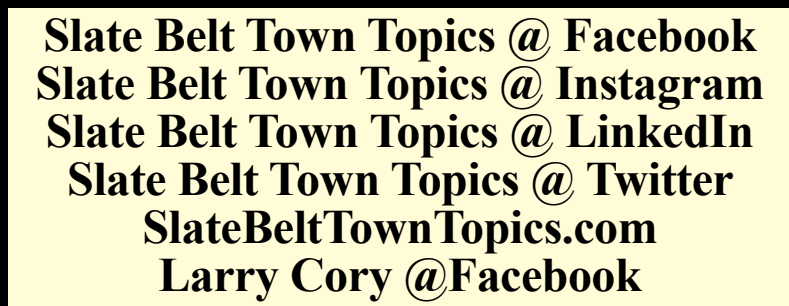 Slate Belt Town Topics @ Facebook
Slate Belt Town Topics @ Instagram
Slate Belt Town Topics @ LinkedIn
Slate Belt Town Topics @ Twitter
SlateBeltTownTopics.com
Larry Cory @Facebook